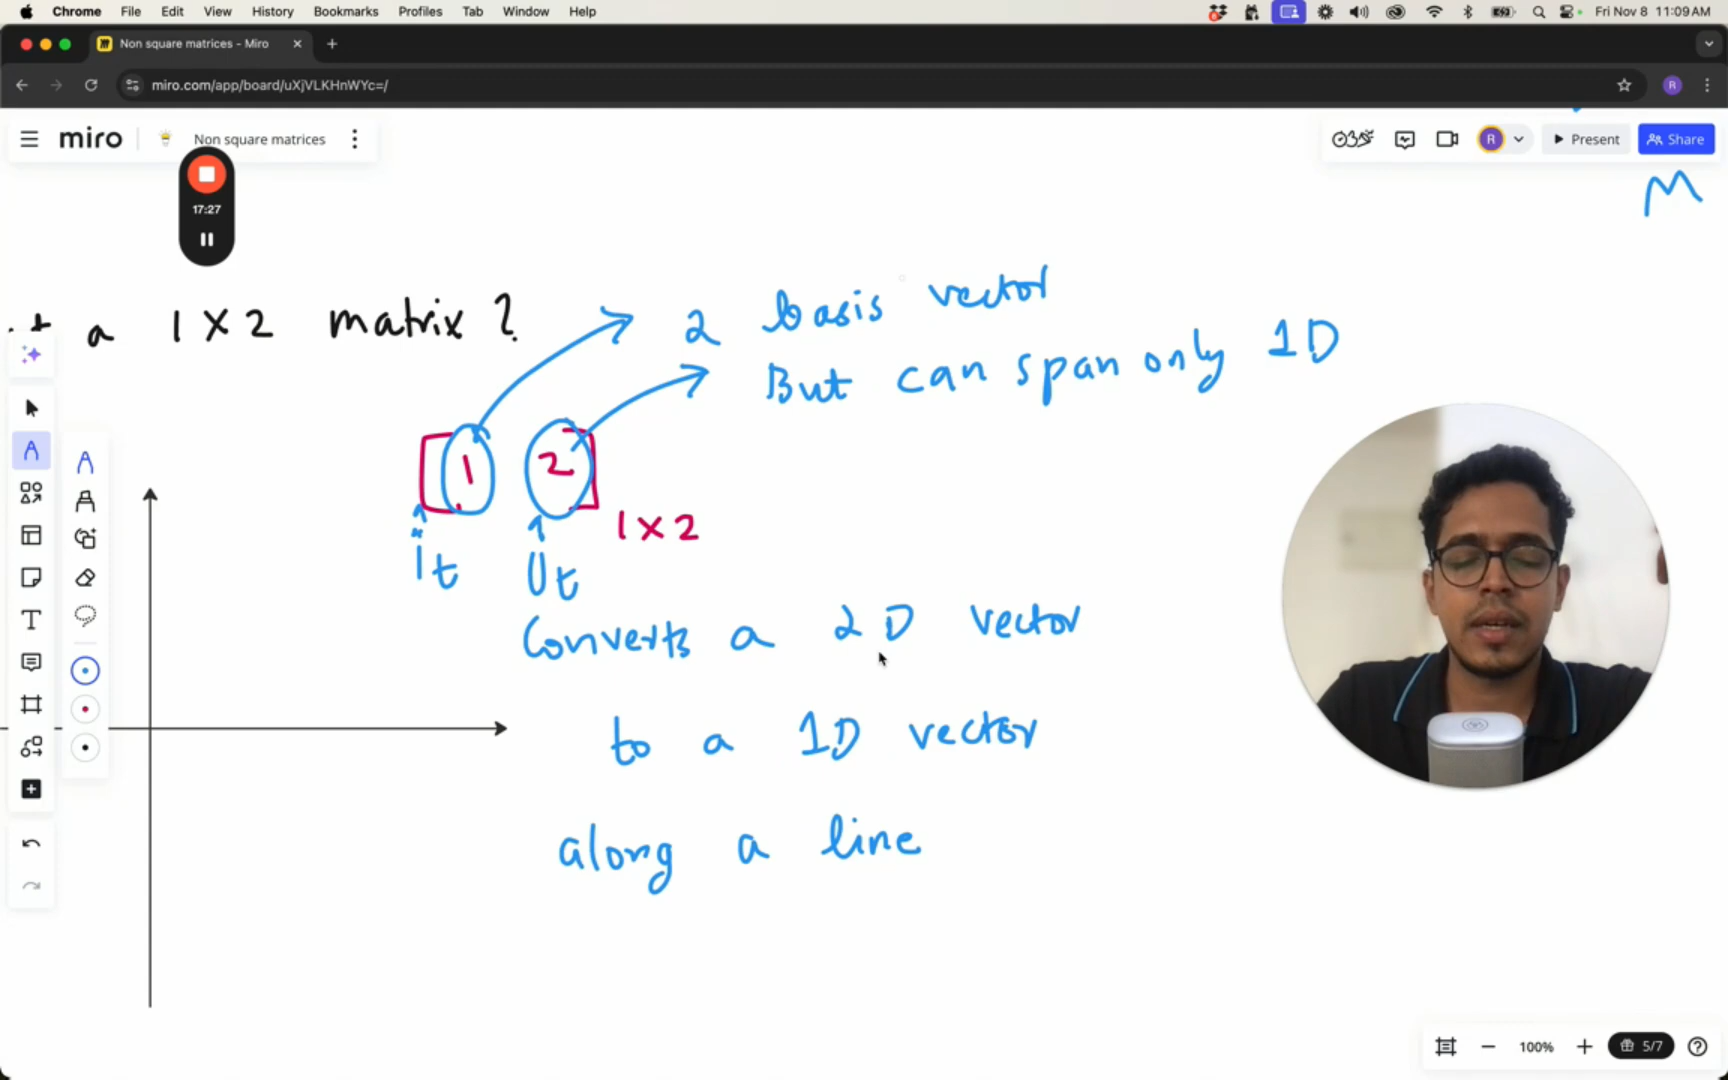 Chrome File Edit View History Bookmarks Profiles Tab Window Help Fri Nov 8 11:09 AM
Non square matrices - Miro
miro.com/app/board/uXjVLKHnWYc=/
miro Non square matrices R Present Share
M
17:27
a 1 X 2 matrix ?
2 basis vector
But can span only 1D
1 2
1 X 2
Converts a 2D vector
to a 1D vector
along a line
100% 5/7